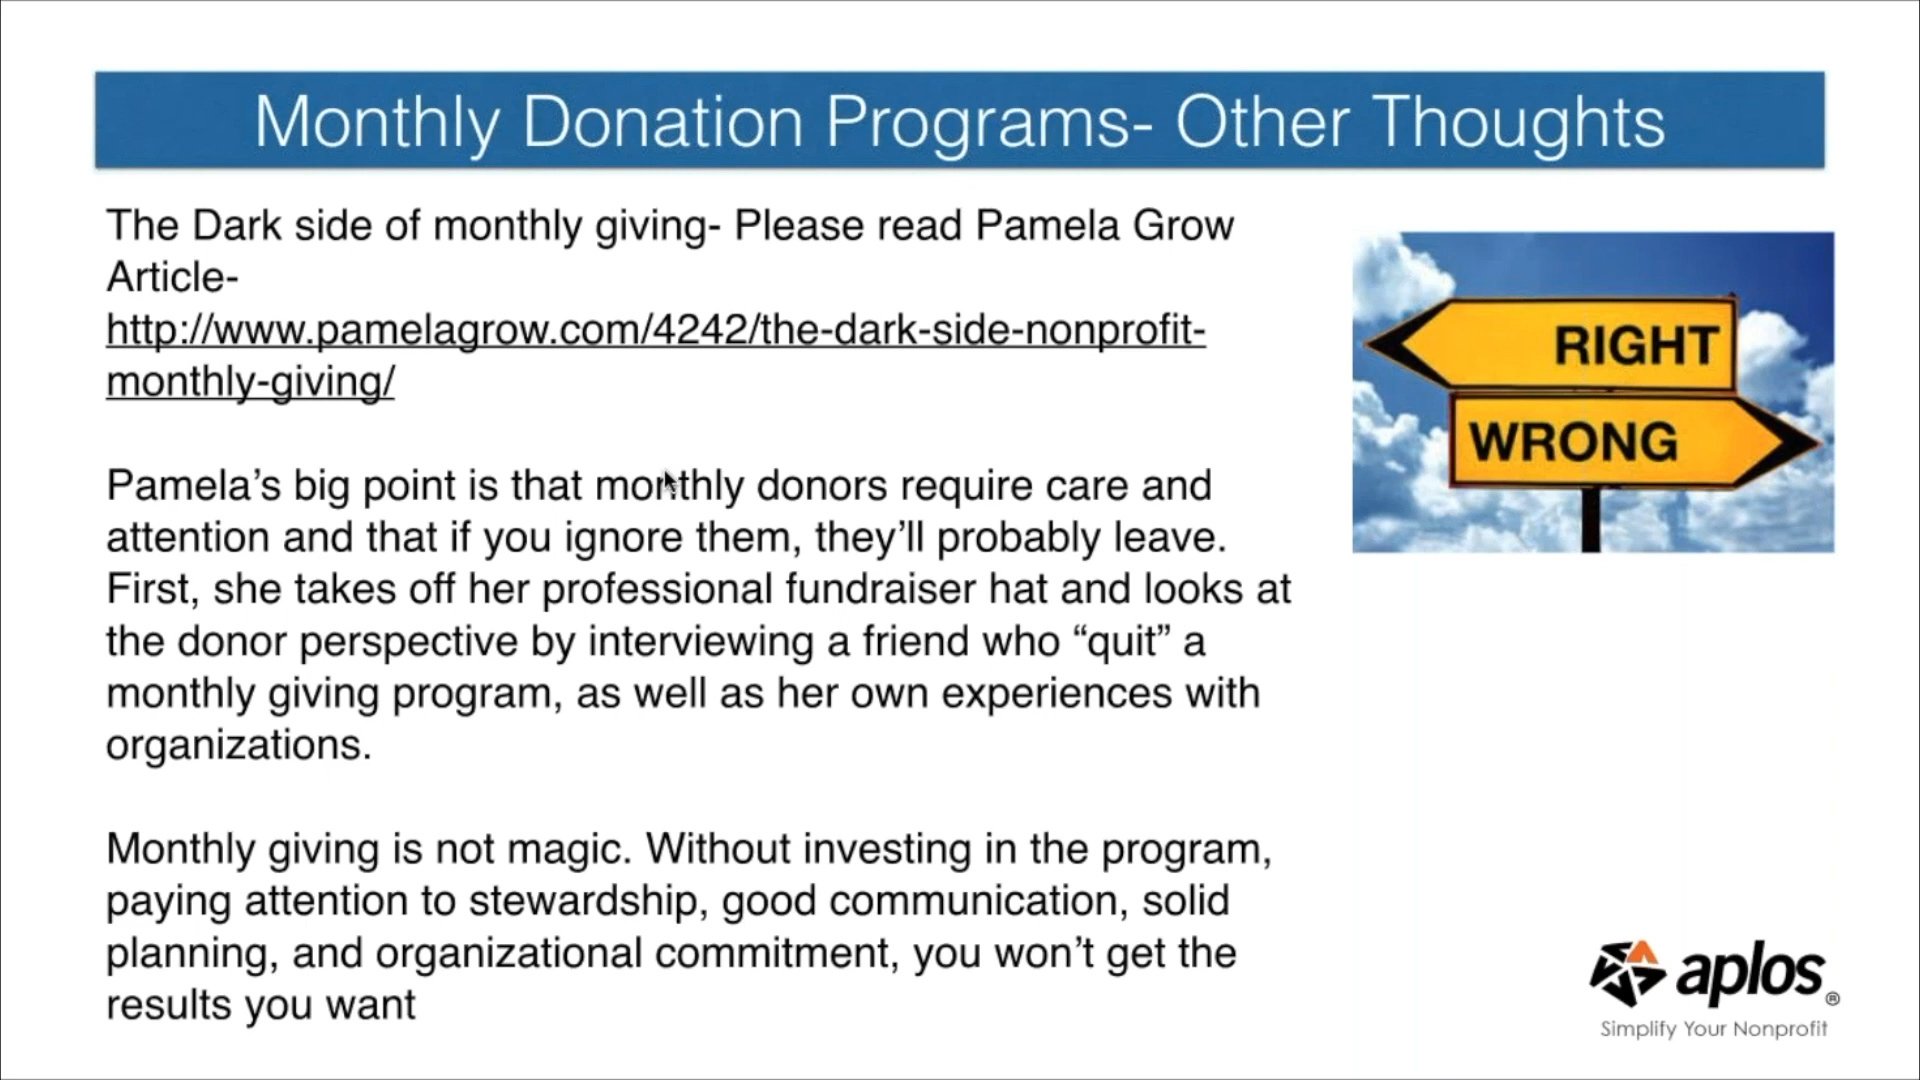 Monthly Donation Programs- Other Thoughts
The Dark side of monthly giving- Please read Pamela Grow
Article-
http://www.pamelagrow.com/4242/the-dark-side-nonprofit-
monthly-giving/
Pamela’s big point is that monthly donors require care and
attention and that if you ignore them, they’ll probably leave.
First, she takes off her professional fundraiser hat and looks at
the donor perspective by interviewing a friend who “quit” a
monthly giving program, as well as her own experiences with
organizations.
Monthly giving is not magic. Without investing in the program,
paying attention to stewardship, good communication, solid
planning, and organizational commitment, you won’t get the
results you want
RIGHT
WRONG
aplos®
Simplify Your Nonprofit